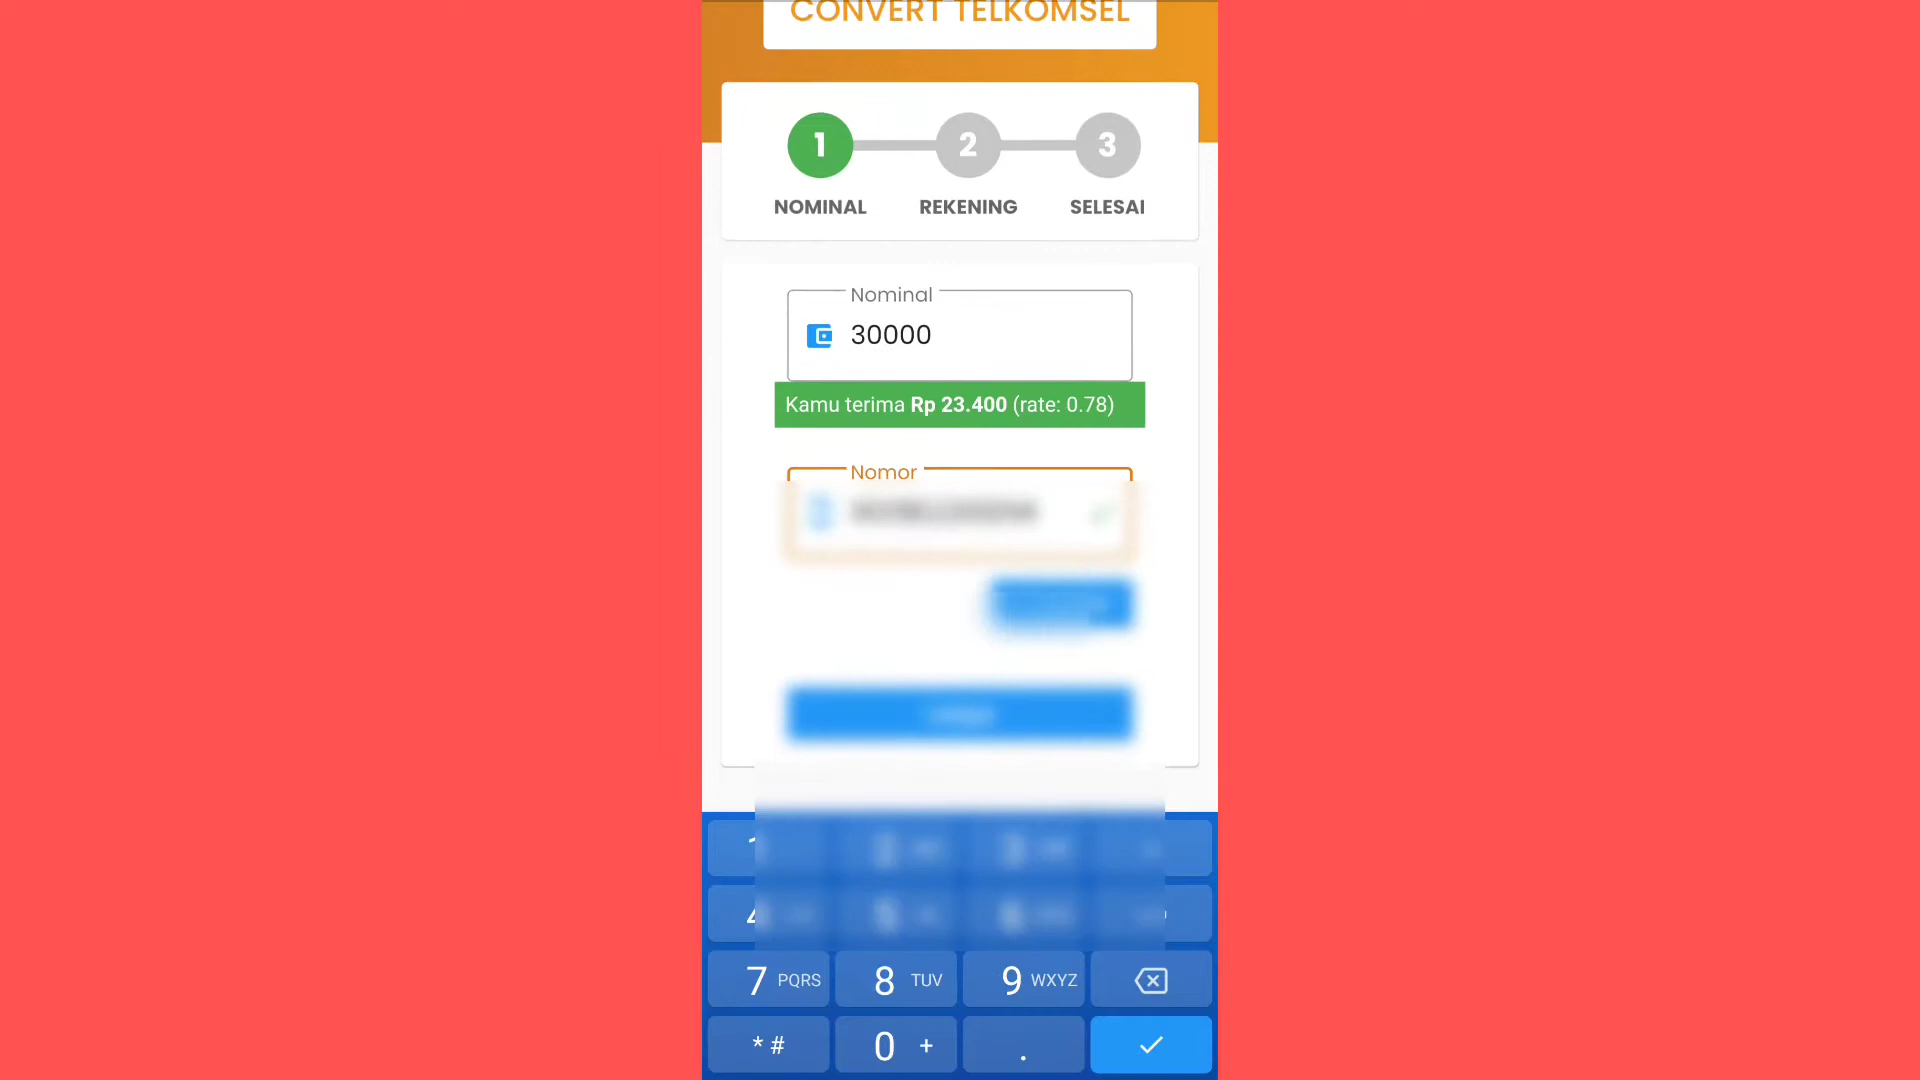 CONVERT TELKOMSEL
1 2 3
NOMINAL REKENING SELESAI
Nominal
30000
Kamu terima Rp 23.400 (rate: 0.78)
Nomor
7 PQRS 8 TUV 9 WXYZ
* # 0 + .